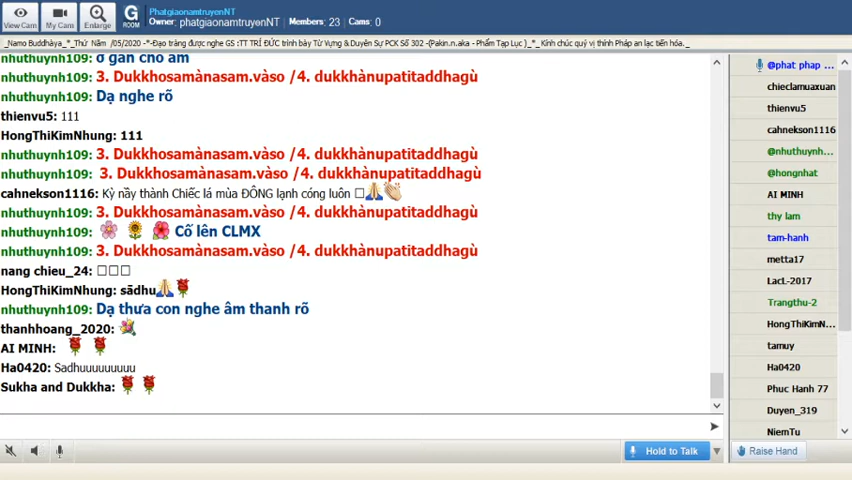 View Cam
My Cam
Enlarge
G
ROOM
PhatgiaonamtruyenNT
Owner: phatgiaonamtruyenNT Members: 23 Cams: 0
_Namo Buddhàya_*_Thứ Năm /05/2020 -*-Đạo tràng được nghe GS :TT TRÍ ĐỨC trình bày Từ Vựng &Duyên Sự PCK Số 302 -(Pakin.n.aka - Phẩm Tạp Lục )_*_ Kính chúc quý vị thính Pháp an lạc tiến hóa._
nhuthuynh109: ở gần cho ấm
nhuthuynh109: 3. Dukkhosamànasam.vàso /4. dukkhànupatitaddhagù
nhuthuynh109: Dạ nghe rõ
thienvu5: 111
HongThiKimNhung: 111
nhuthuynh109: 3. Dukkhosamànasam.vàso /4. dukkhànupatitaddhagù
nhuthuynh109: 3. Dukkhosamànasam.vàso /4. dukkhànupatitaddhagù
cahnekson1116: Kỳ nầy thành Chiếc lá mùa ĐÔNG lạnh cóng luôn
nhuthuynh109: 3. Dukkhosamànasam.vàso /4. dukkhànupatitaddhagù
nhuthuynh109: Cố lên CLMX
nhuthuynh109: 3. Dukkhosamànasam.vàso /4. dukkhànupatitaddhagù
nang chieu_24:
HongThiKimNhung: sādhu
nhuthuynh109: Dạ thưa con nghe âm thanh rõ
thanhhoang_2020:
AI MINH:
Ha0420: Sadhuuuuuuuuu
Sukha and Dukkha:
@phat phap ...
chieclamuaxuan
thienvu5
cahnekson1116
@nhuthuynh...
@hongnhat
AI MINH
thy lam
tam-hanh
metta17
LacL-2017
Trangthu-2
HongThiKimN...
tamuy
Ha0420
Phuc Hanh 77
Duyen_319
NiemTu
Hold to Talk
Raise Hand